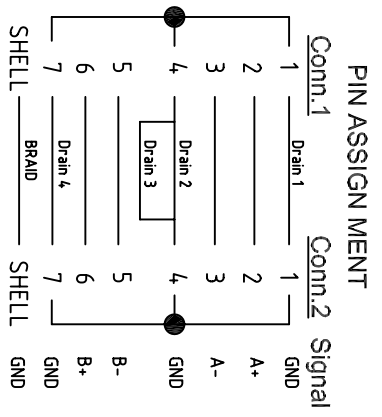 PIN ASSIGN MENT
Conn.1 Conn.2 Signal
1 Drain 1 1 GND
2 2 A+
3 3 A-
4 Drain 2 4 GND
Drain 3
5 5 B-
6 6 B+
7 Drain 4 7 GND
SHELL BRAID SHELL GND